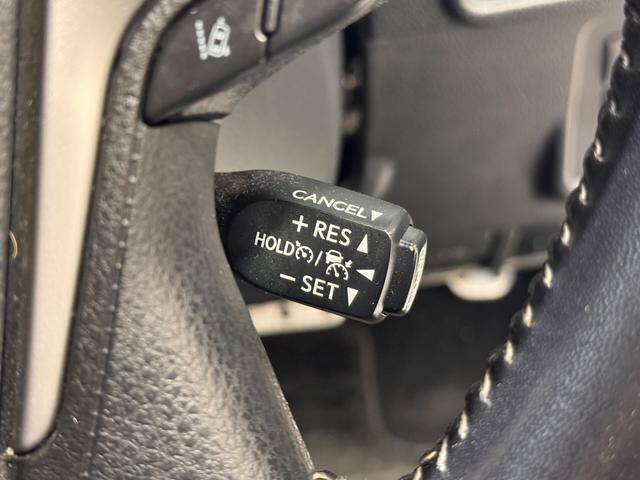 CANCEL▼
+ RES ▲
HOLD /
− SET ▼